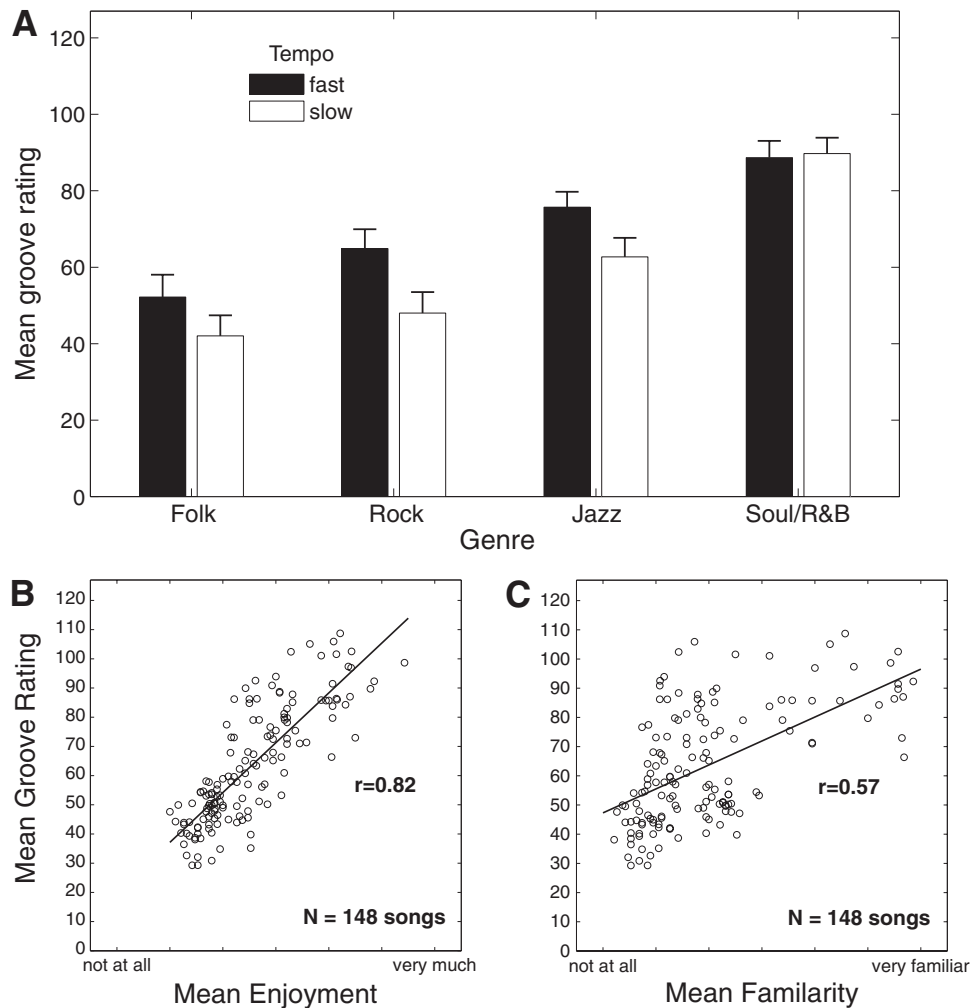 A
Mean groove rating
120
100
80
60
40
20
0
Tempo
fast
slow
Folk
Rock
Jazz
Soul/R&B
Genre
B
Mean Groove Rating
120
110
100
90
80
70
60
50
40
30
20
10
0
r=0.82
N = 148 songs
not at all
very much
Mean Enjoyment
C
120
110
100
90
80
70
60
50
40
30
20
10
0
r=0.57
N = 148 songs
not at all
very familiar
Mean Familarity